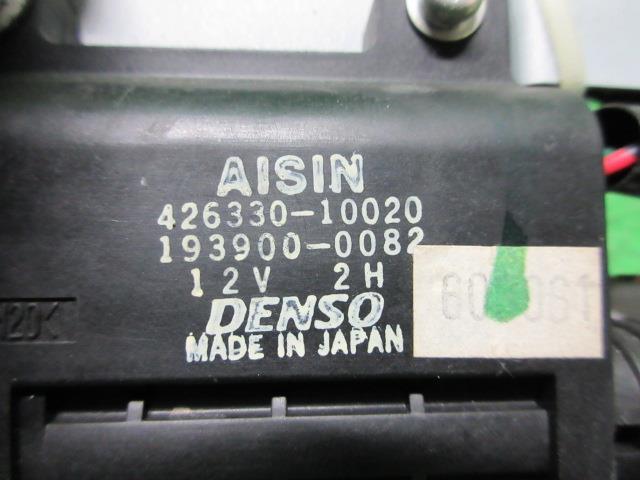 AISIN
426330-10020
193900-0082
12V 2H
DENSO
MADE IN JAPAN